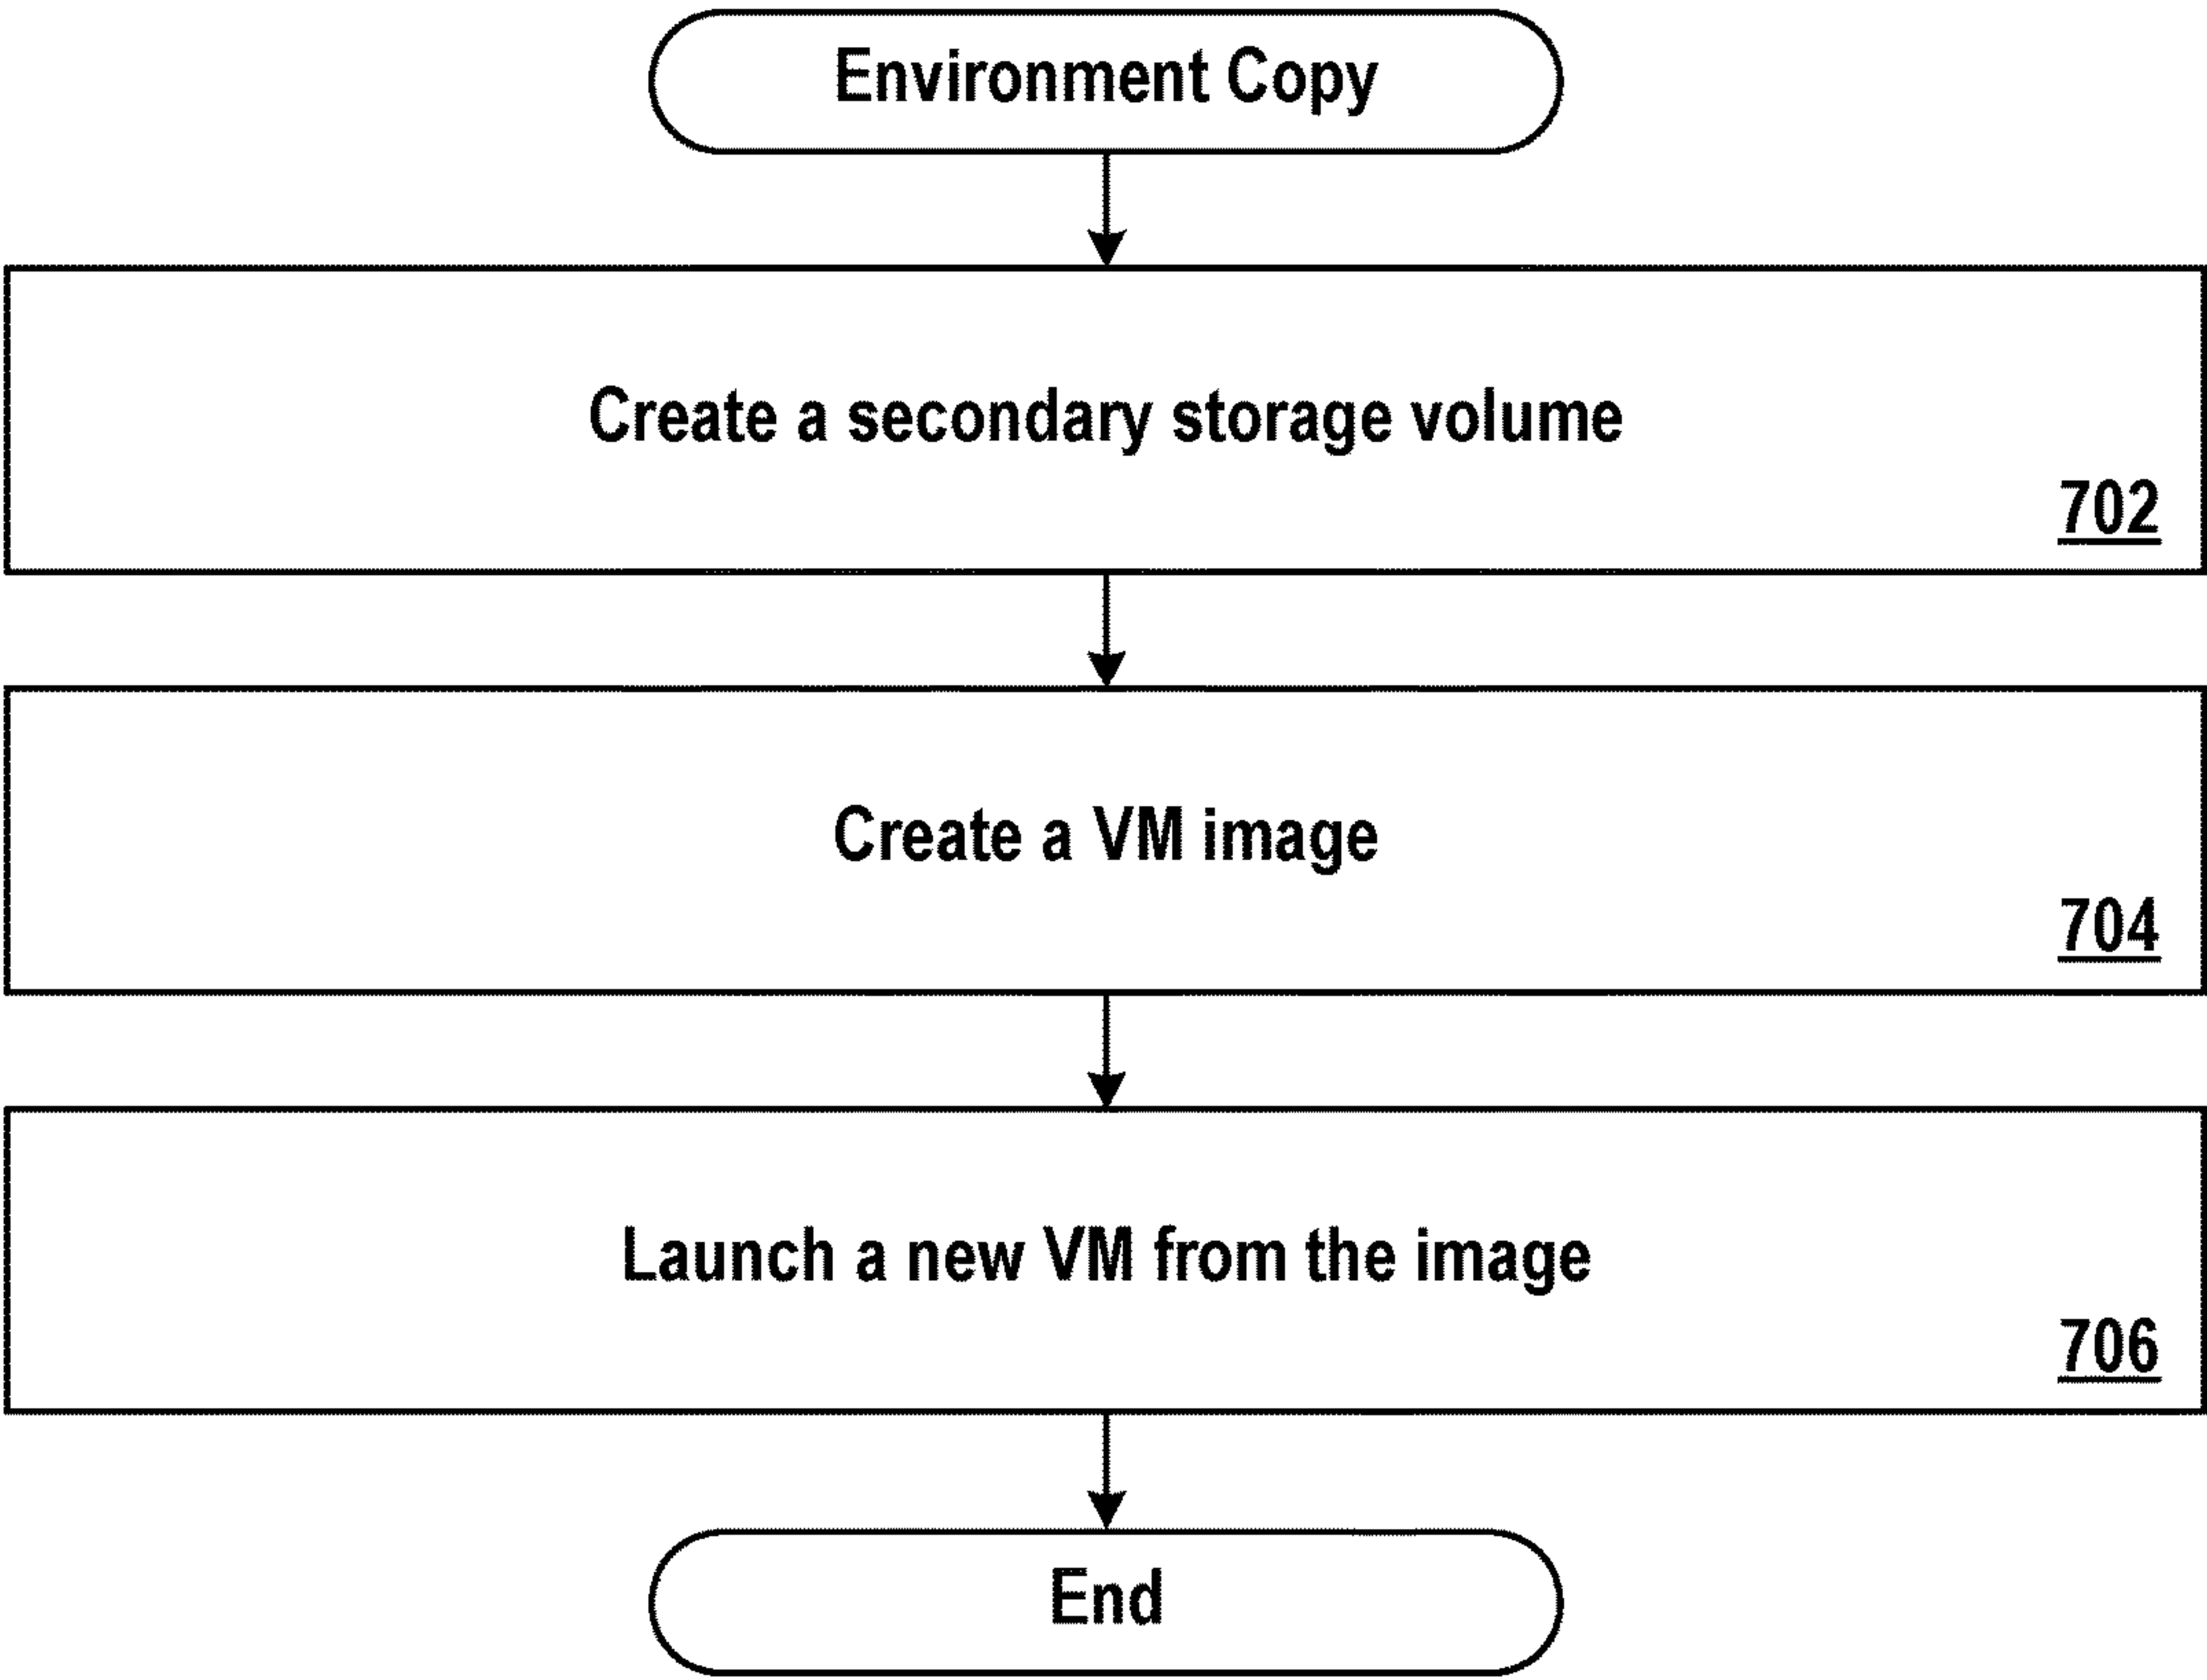 Environment Copy
Create a secondary storage volume
702
Create a VM image
704
Launch a new VM from the image
706
End